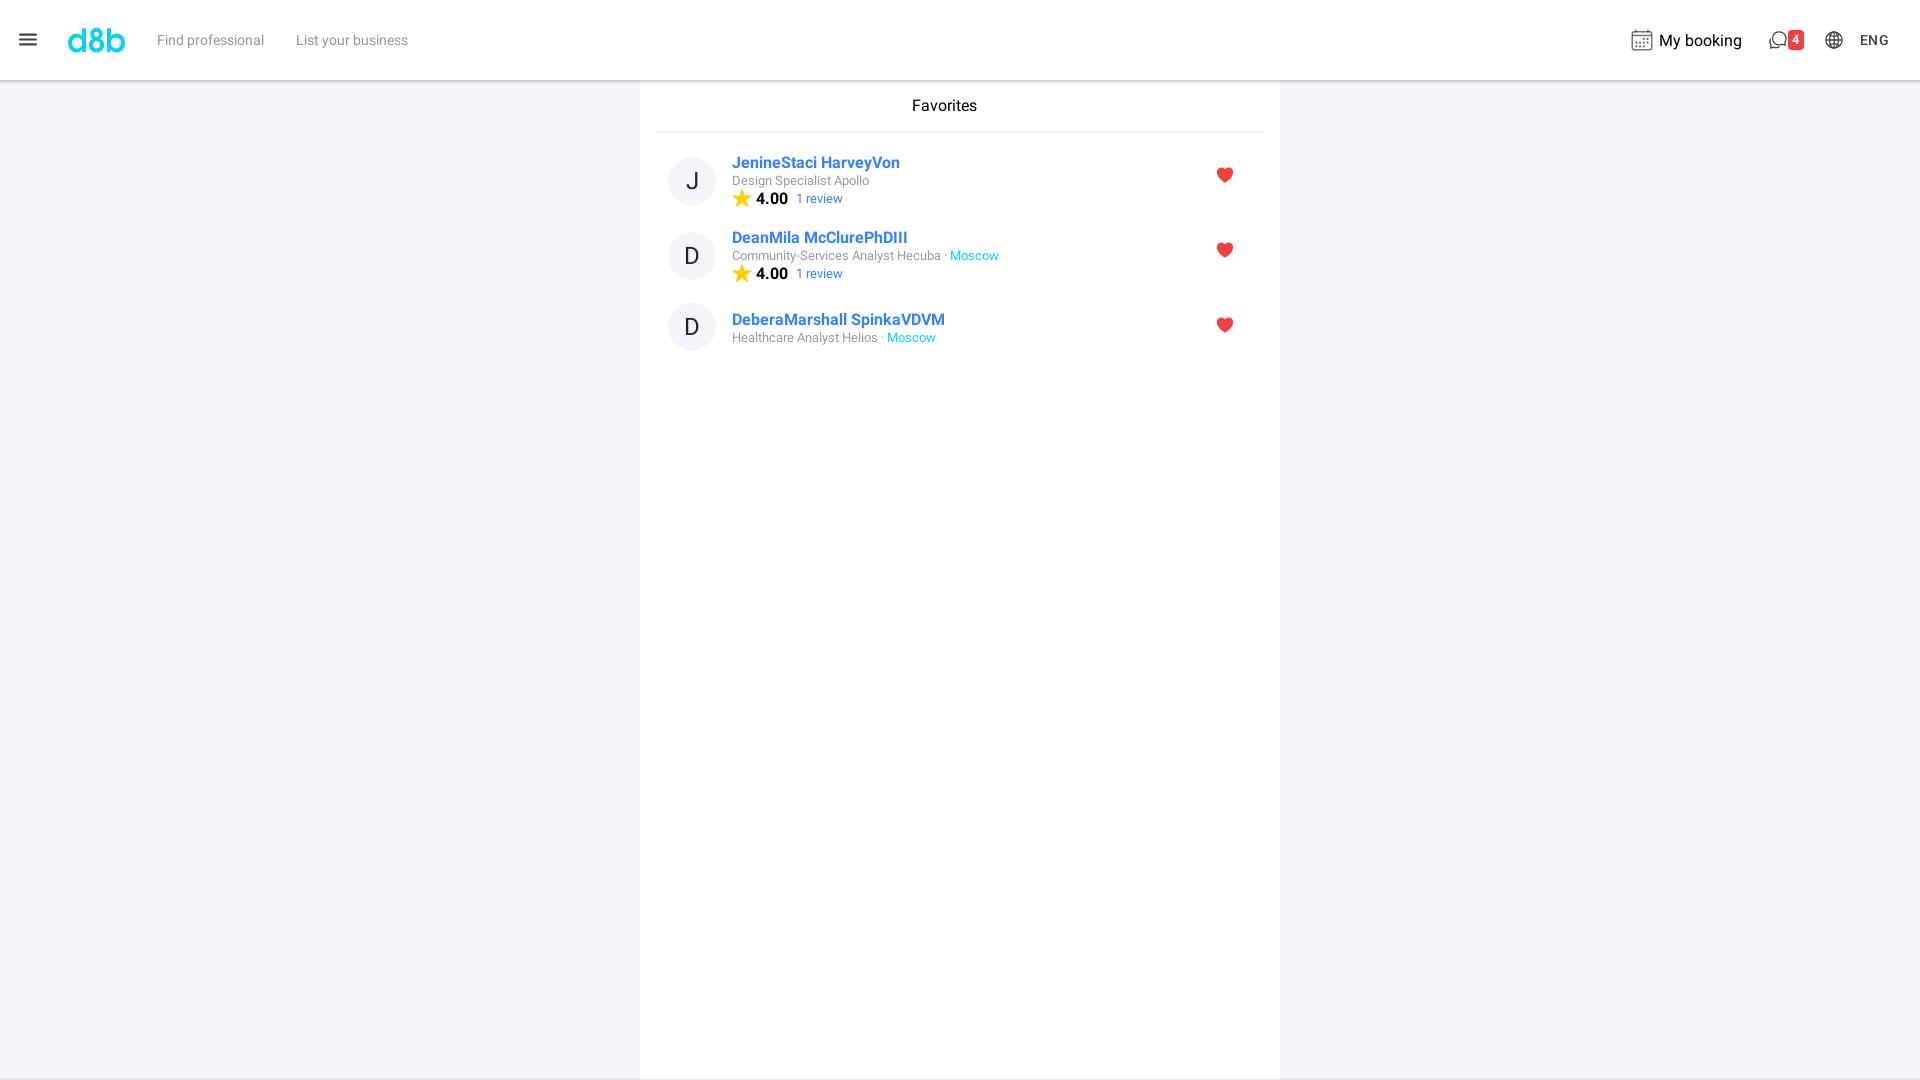 d8b Find professional List your business My booking 4 ENG
Favorites
J
JenineStaci HarveyVon
Design Specialist Apollo
4.00 1 review
D
DeanMila McClurePhDIII
Community-Services Analyst Hecuba · Moscow
4.00 1 review
D
DeberaMarshall SpinkaVDVM
Healthcare Analyst Helios · Moscow